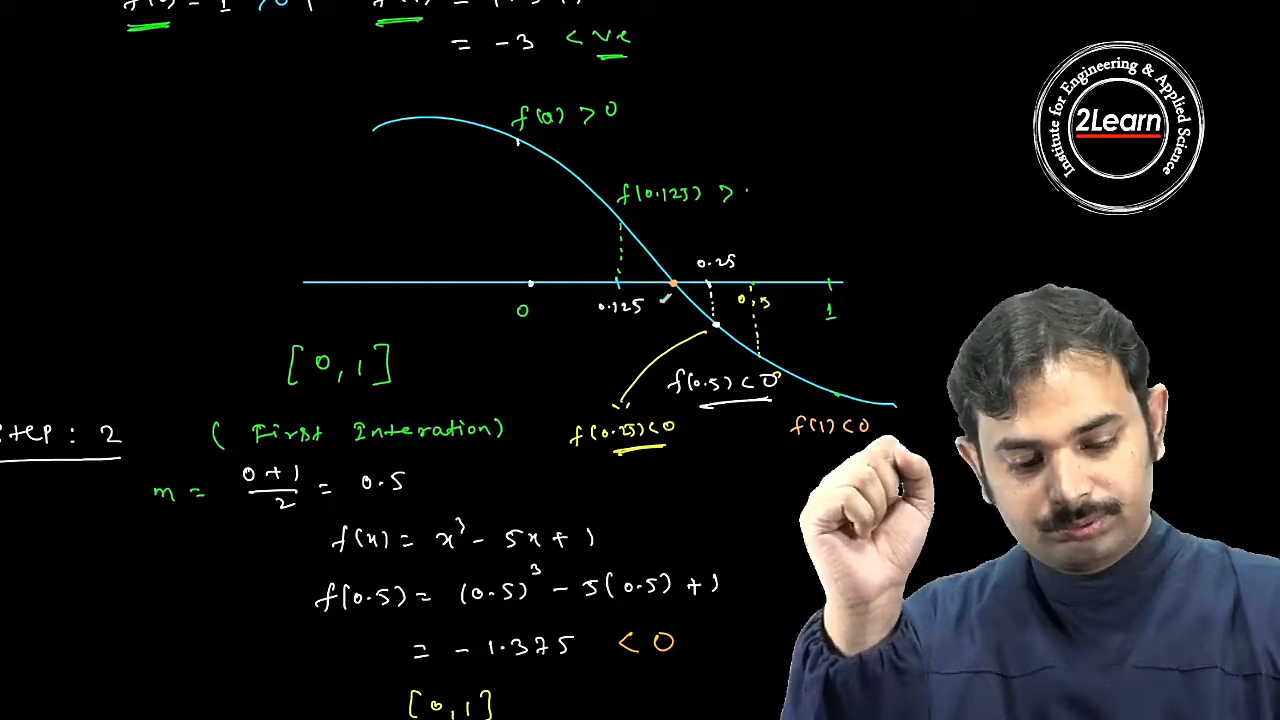 = -3 < ve
f(0) > 0
f(0.125) >
0.25
0.125
0.5
0
1
[0,1]
f(0.5) < 0
STEP : 2
( First Interation)
f(0.25)<0
f(1)<0
m = 0+1/2 = 0.5
f(x) = x³ - 5x + 1
f(0.5) = (0.5)³ - 5(0.5) + 1
= -1.375 < 0
[0,1]
Institute for Engineering & Applied Science
2Learn